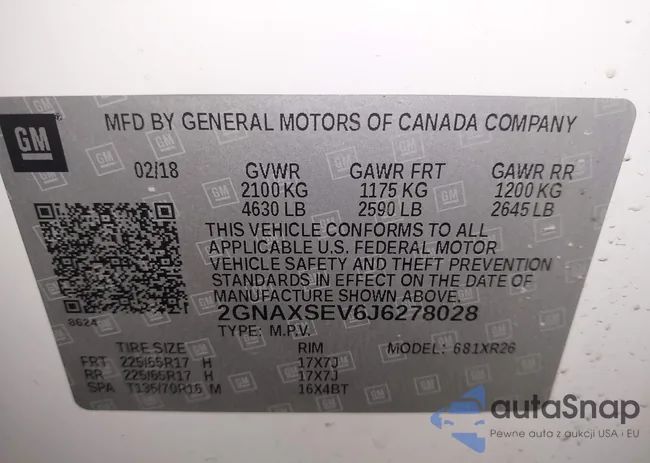 GM
MFD BY GENERAL MOTORS OF CANADA COMPANY
02/18 GVWR GAWR FRT GAWR RR
2100 KG 1175 KG 1200 KG
4630 LB 2590 LB 2645 LB
THIS VEHICLE CONFORMS TO ALL
APPLICABLE U.S. FEDERAL MOTOR
VEHICLE SAFETY AND THEFT PREVENTION
STANDARDS IN EFFECT ON THE DATE OF
MANUFACTURE SHOWN ABOVE.
8624 2GNAXSEV6J6278028
TYPE: M.P.V.
TIRE SIZE RIM MODEL: 681XR26
FRT 225/65R17 H 17X7J
RR 225/65R17 H 17X7J
SPA T135/70R16 M 16X4BT
autaSnap
Pewne auta z aukcji USA i EU